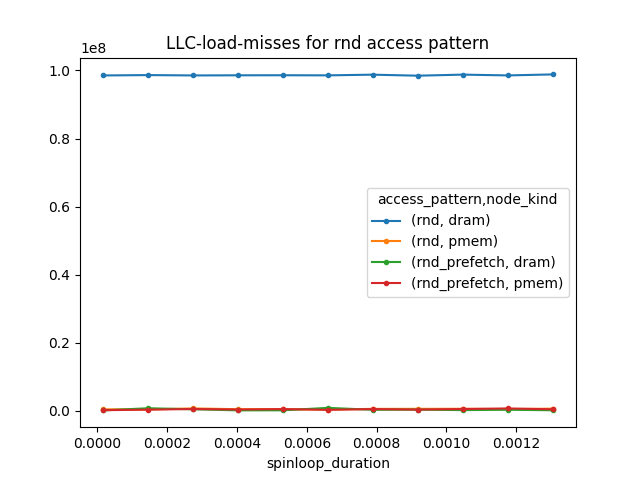 LLC-load-misses for rnd access pattern
1e8
1.0
0.8
0.6
0.4
0.2
0.0
access_pattern,node_kind
(rnd, dram)
(rnd, pmem)
(rnd_prefetch, dram)
(rnd_prefetch, pmem)
0.0000 0.0002 0.0004 0.0006 0.0008 0.0010 0.0012
spinloop_duration